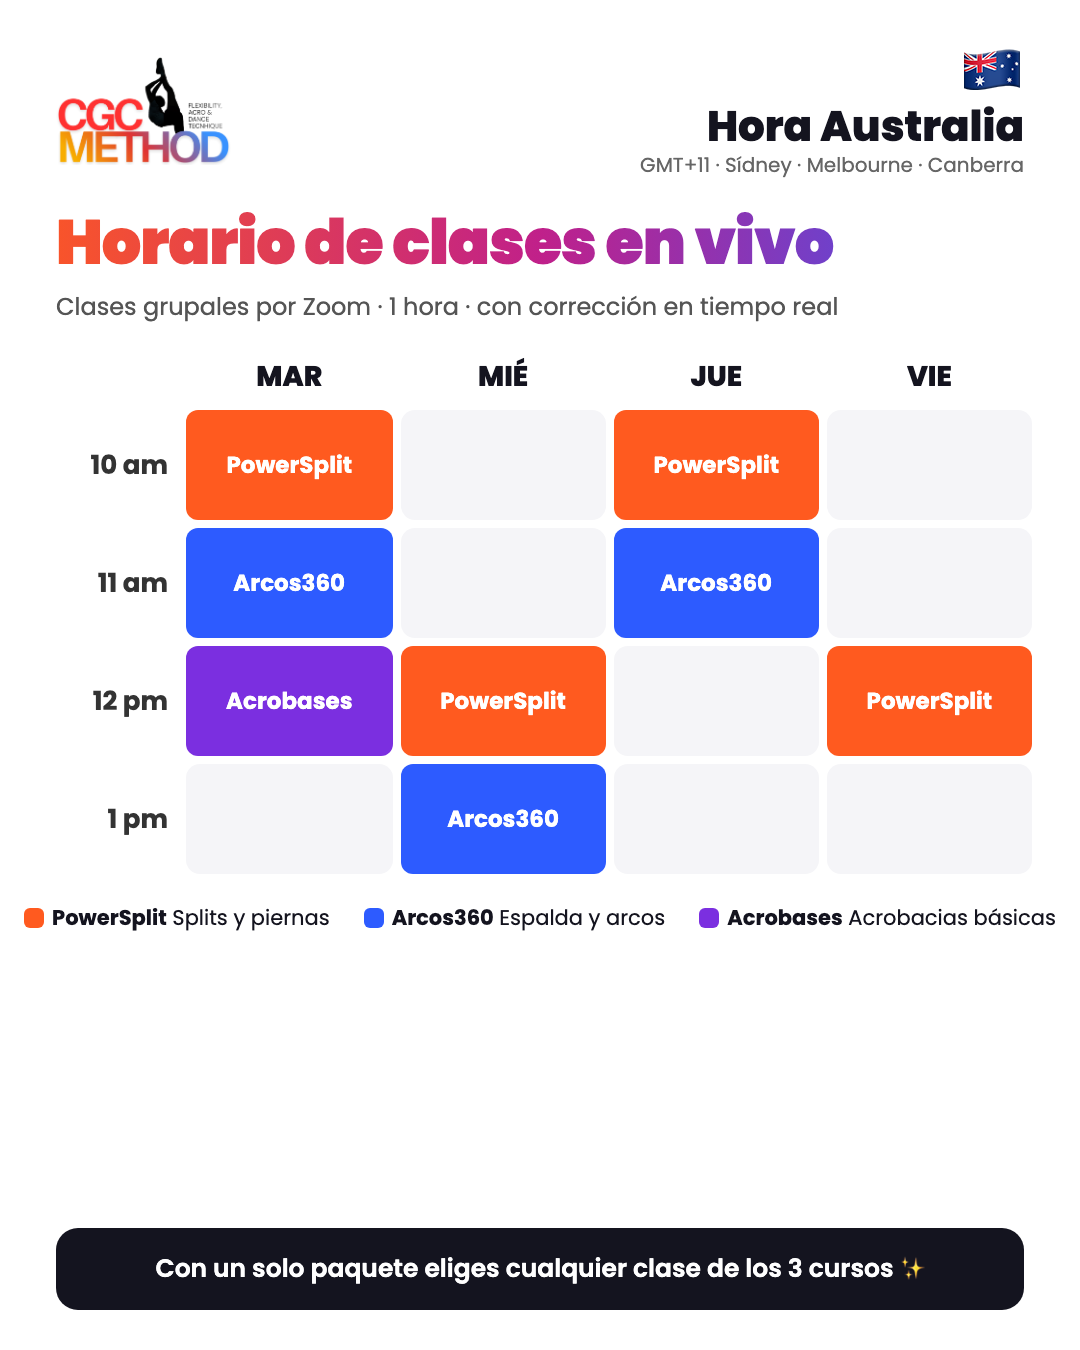 CGC
METHOD
FLEXIBILITY,
ACRO &
DANCE
TECNHIQUE
Hora Australia
GMT+11 · Sídney · Melbourne · Canberra
Horario de clases en vivo
Clases grupales por Zoom · 1 hora · con corrección en tiempo real
MAR MIÉ JUE VIE
10 am PowerSplit PowerSplit
11 am Arcos360 Arcos360
12 pm Acrobases PowerSplit PowerSplit
1 pm Arcos360
PowerSplit Splits y piernas Arcos360 Espalda y arcos Acrobases Acrobacias básicas
Con un solo paquete eliges cualquier clase de los 3 cursos ✨